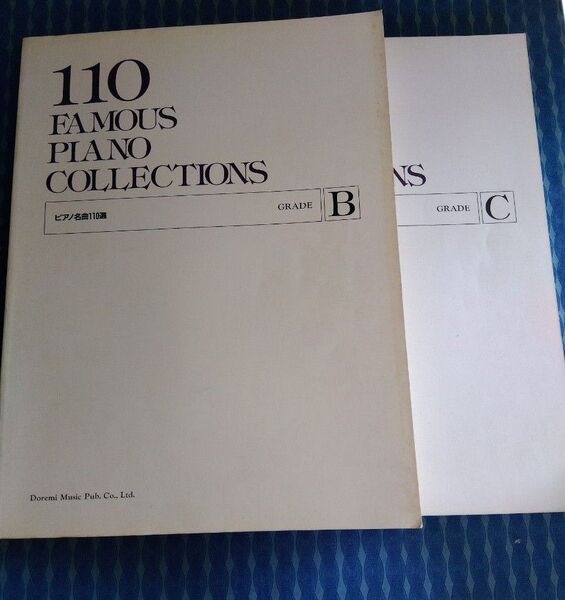 110
FAMOUS
PIANO
COLLECTIONS
ピアノ名曲110選
GRADE B
Doremi Music Pub. Co., Ltd.
NS
GRADE C